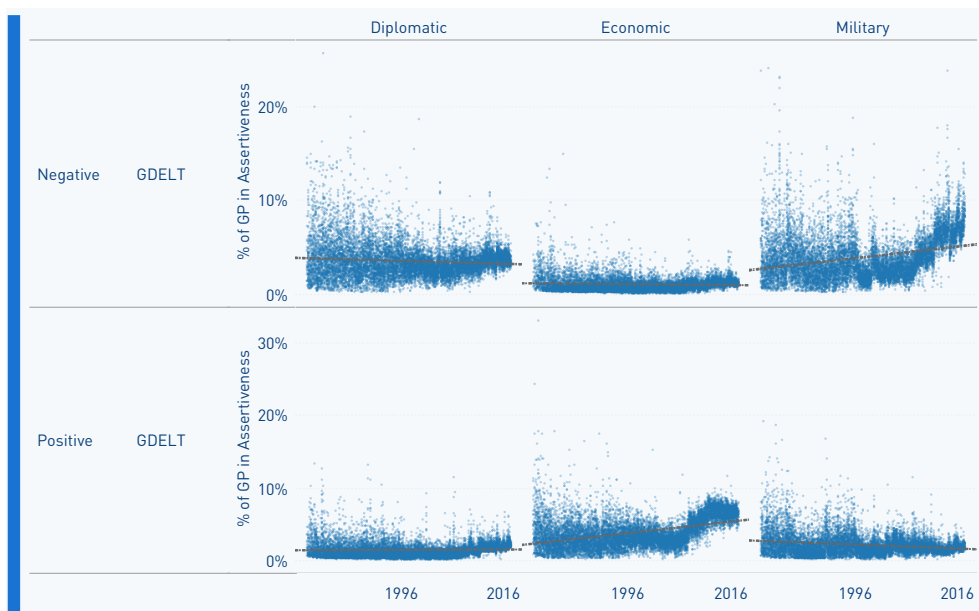 Diplomatic Economic Military
Negative GDELT
% of GP in Assertiveness
20%
10%
0%
Positive GDELT
% of GP in Assertiveness
30%
20%
10%
0%
1996 2016 1996 2016 1996 2016